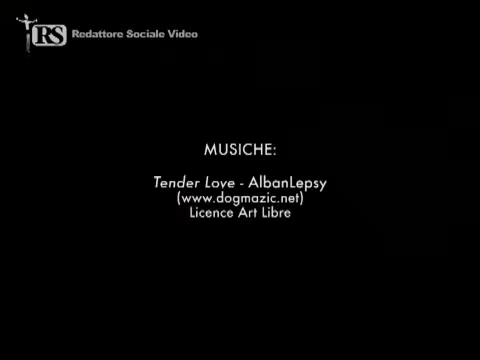 RS Redattore Sociale Video
MUSICHE:
Tender Love - AlbanLepsy
(www.dogmazic.net)
Licence Art Libre